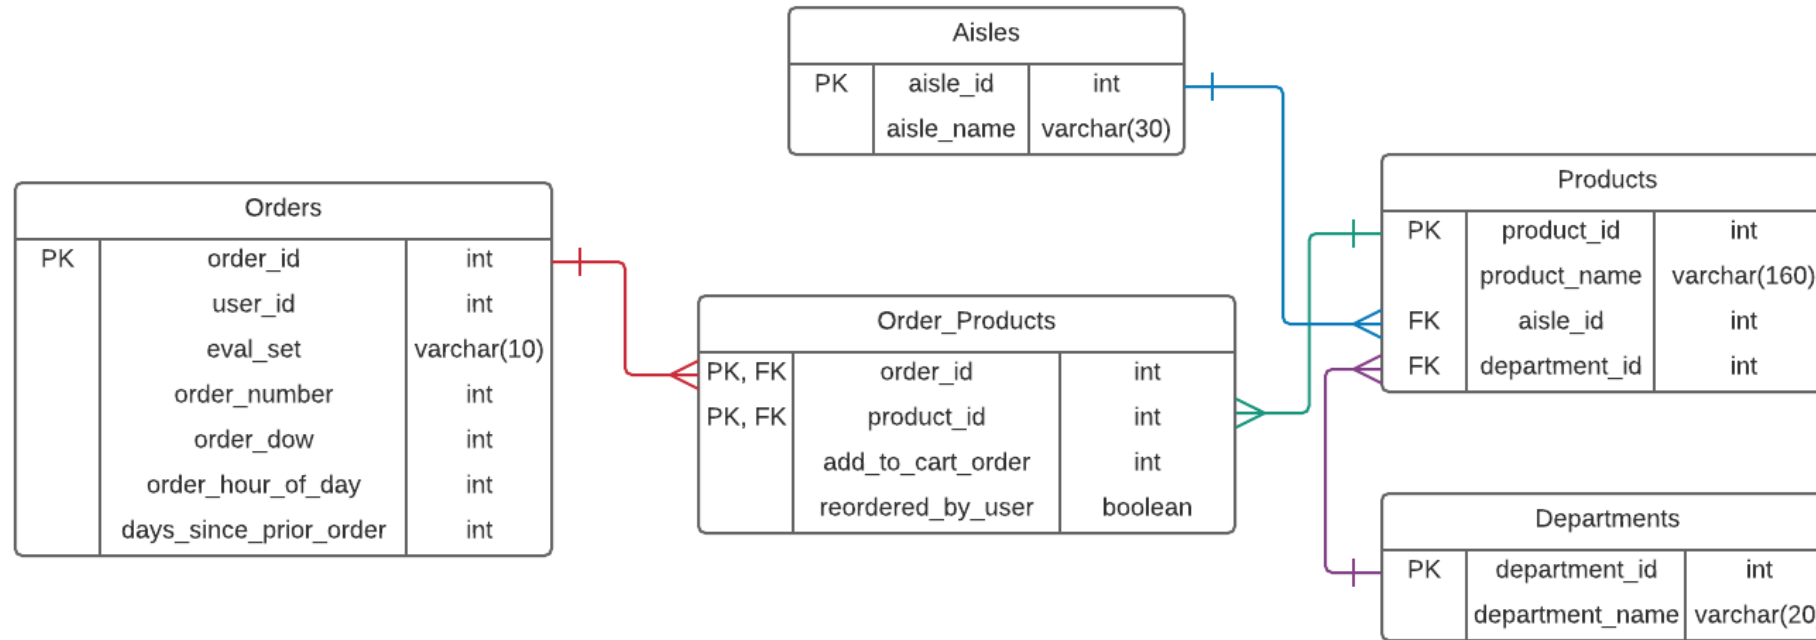 Aisles
PK aisle_id int
aisle_name varchar(30)
Products
PK product_id int
product_name varchar(160)
FK aisle_id int
FK department_id int
Orders
PK order_id int
user_id int
eval_set varchar(10)
order_number int
order_dow int
order_hour_of_day int
days_since_prior_order int
Order_Products
PK, FK order_id int
PK, FK product_id int
add_to_cart_order int
reordered_by_user boolean
Departments
PK department_id int
department_name varchar(20